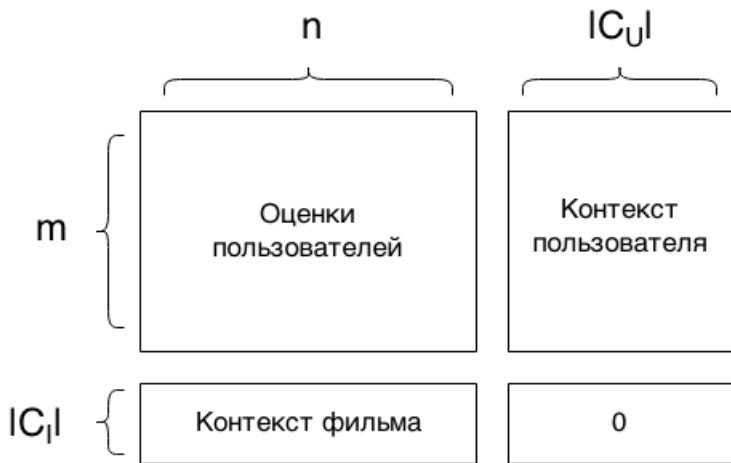 n
|C_U|
m
Оценки
пользователей
Контекст
пользователя
|C_I|
Контекст фильма
0